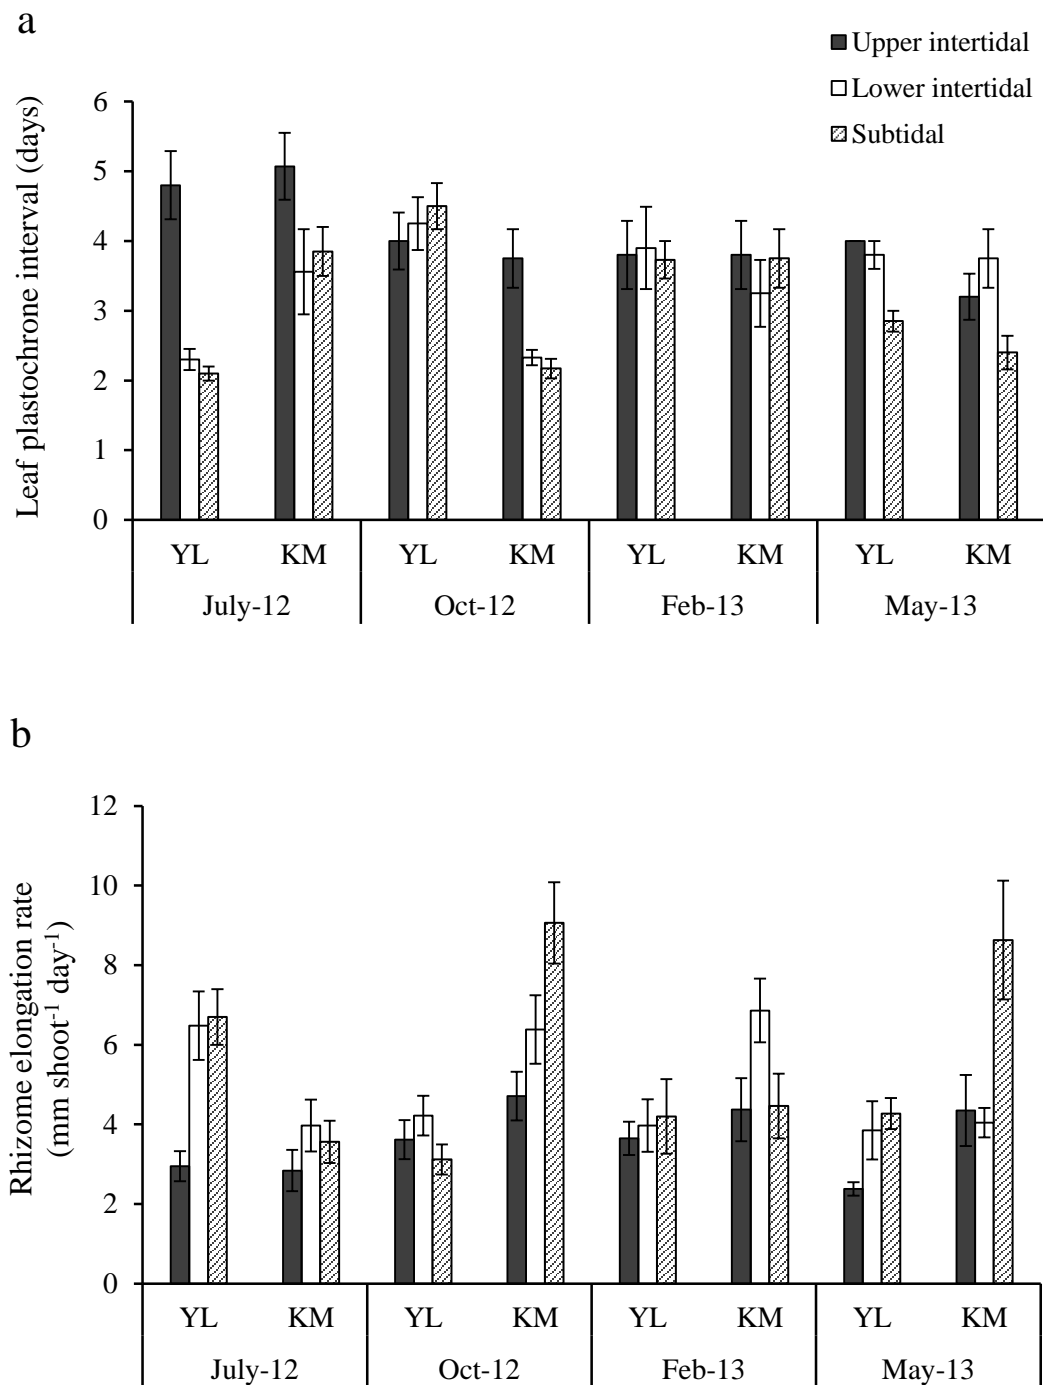 a
Upper intertidal
Lower intertidal
Subtidal
Leaf plastochrone interval (days)
6
5
4
3
2
1
0
YL KM YL KM YL KM YL KM
July-12 Oct-12 Feb-13 May-13
b
Rhizome elongation rate
(mm shoot⁻¹ day⁻¹)
12
10
8
6
4
2
0
YL KM YL KM YL KM YL KM
July-12 Oct-12 Feb-13 May-13